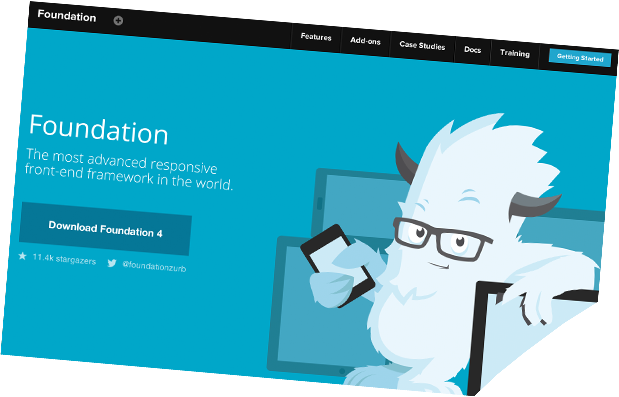 Foundation
Features
Add-ons
Case Studies
Docs
Training
Getting Started
Foundation
The most advanced responsive
front-end framework in the world.
Download Foundation 4
11.4k stargazers
@foundationzurb